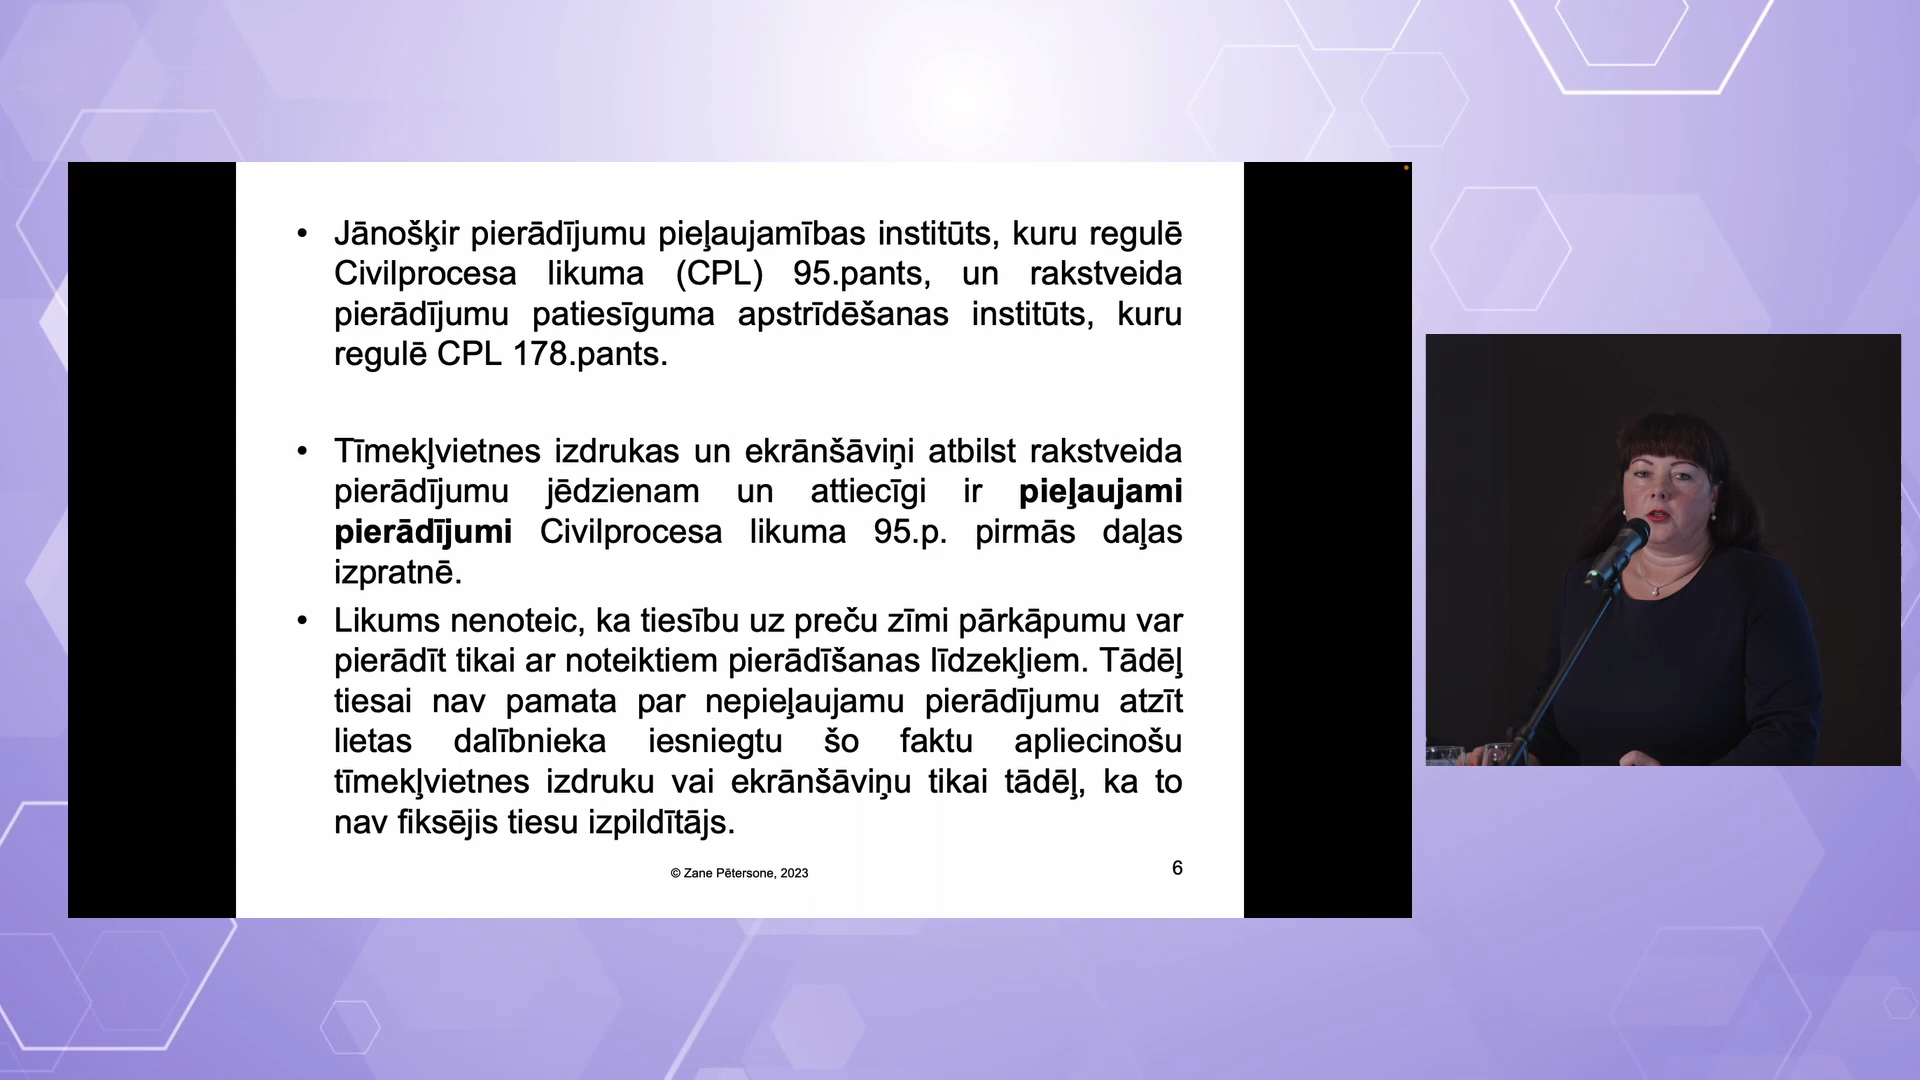 • Jānošķir pierādījumu pieļaujamības institūts, kuru regulē
Civilprocesa likuma (CPL) 95.pants, un rakstveida
pierādījumu patiesīguma apstrīdēšanas institūts, kuru
regulē CPL 178.pants.
• Tīmekļvietnes izdrukas un ekrānšāviņi atbilst rakstveida
pierādījumu jēdzienam un attiecīgi ir pieļaujami
pierādījumi Civilprocesa likuma 95.p. pirmās daļas
izpratnē.
• Likums nenoteic, ka tiesību uz preču zīmi pārkāpumu var
pierādīt tikai ar noteiktiem pierādīšanas līdzekļiem. Tādēļ
tiesai nav pamata par nepieļaujamu pierādījumu atzīt
lietas dalībnieka iesniegtu šo faktu apliecinošu
tīmekļvietnes izdruku vai ekrānšāviņu tikai tādēļ, ka to
nav fiksējis tiesu izpildītājs.
© Zane Pētersone, 2023
6